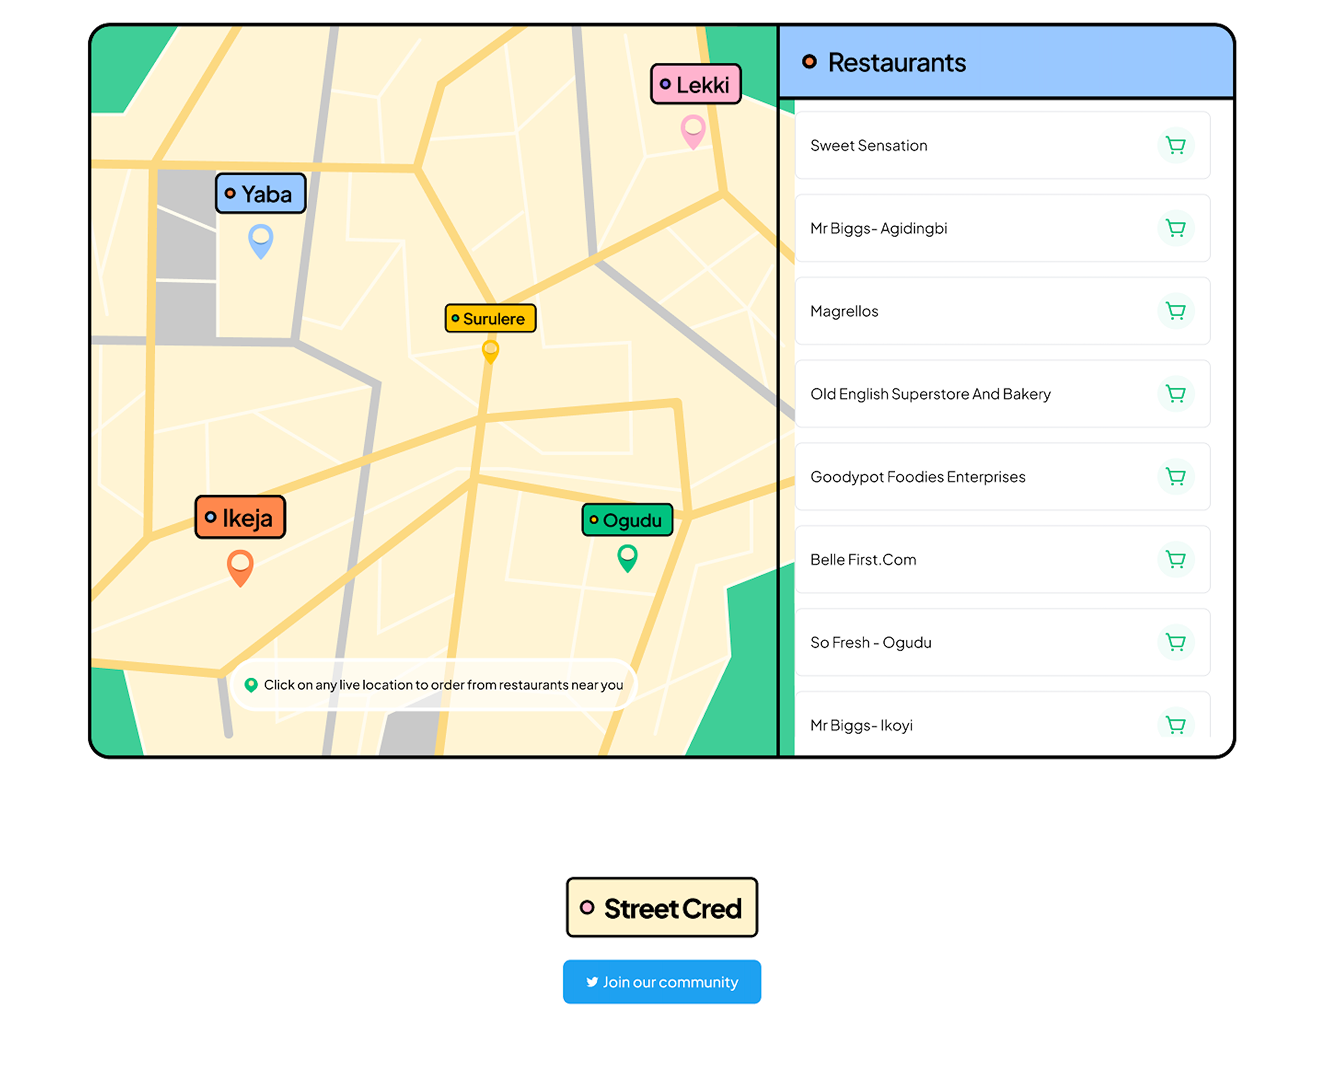 Lekki
Yaba
Surulere
Ikeja
Ogudu
Click on any live location to order from restaurants near you
Restaurants
Sweet Sensation
Mr Biggs- Agidingbi
Magrellos
Old English Superstore And Bakery
Goodypot Foodies Enterprises
Belle First.Com
So Fresh - Ogudu
Mr Biggs- Ikoyi
Street Cred
Join our community